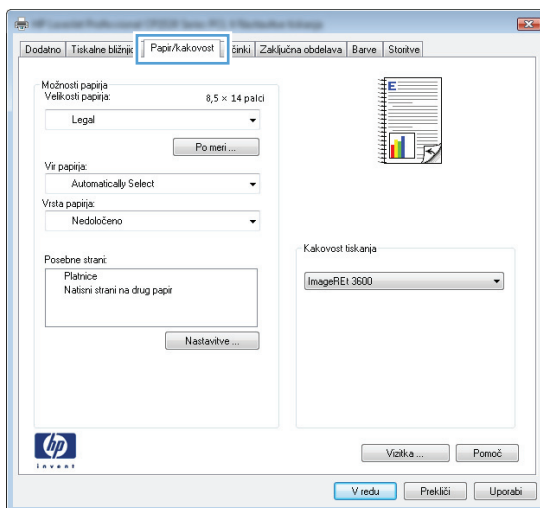 Dodatno Tiskalne bližnjic Papir/kakovost činki Zaključna obdelava Barve Storitve
Možnosti papirja
Velikosti papirja: 8,5 × 14 palci
Legal
Po meri ...
Vir papirja:
Automatically Select
Vrsta papirja:
Nedoločeno
Posebne strani:
Platnice
Natisni strani na drug papir
Nastavitve ...
E
Kakovost tiskanja
ImageREt 3600
hp
invent
Vizitka ... Pomoč
V redu Prekliči Uporabi